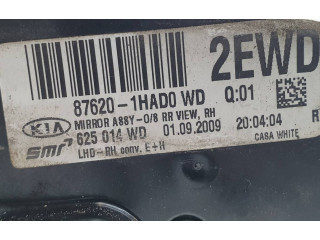 2EWD
87620-1HAD0 WD Q:01
KIA MIRROR ASSY-O/S RR VIEW, RH
625 014 WD 01.09.2009 20:04:04
smr CASA WHITE R
LHD-RH conv. E+H